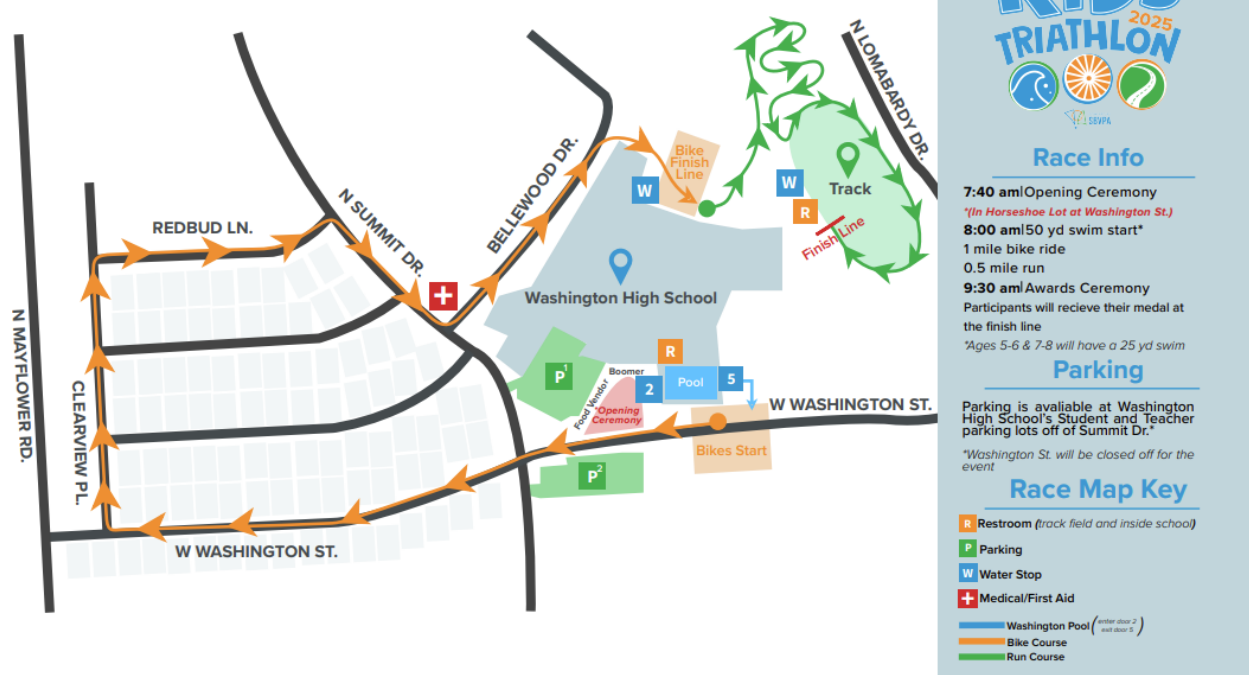 KIDS
TRIATHLON
2025
SBVPA
Race Info
7:40 am|Opening Ceremony
*(In Horseshoe Lot at Washington St.)
8:00 am|50 yd swim start*
1 mile bike ride
0.5 mile run
9:30 am|Awards Ceremony
Participants will recieve their medal at
the finish line
*Ages 5-6 & 7-8 will have a 25 yd swim
Parking
Parking is avaliable at Washington
High School's Student and Teacher
parking lots off of Summit Dr.*
*Washington St. will be closed off for the
event
Race Map Key
R Restroom (track field and inside school)
P Parking
W Water Stop
Medical/First Aid
Washington Pool (enter door 2
exit door 5)
Bike Course
Run Course
N LOMABARDY DR.
BELLEWOOD DR.
N SUMMIT DR.
REDBUD LN.
N MAYFLOWER RD.
CLEARVIEW PL.
W WASHINGTON ST.
W WASHINGTON ST.
Bike
Finish
Line
W
W
R
Track
Finish Line
Washington High School
R
P1
Boomer
Food Vendor
*Opening
Ceremony
2
Pool
5
Bikes Start
P2